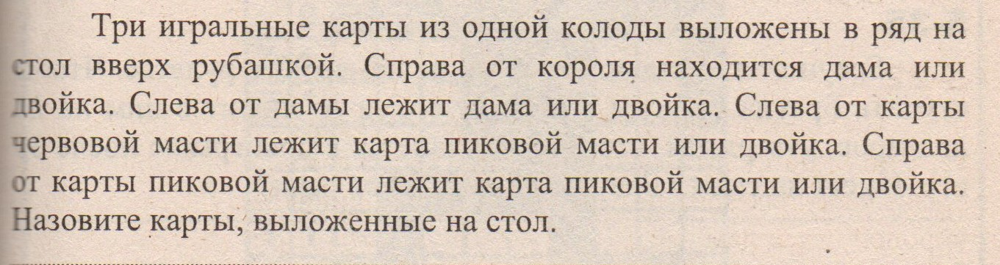 Три игральные карты из одной колоды выложены в ряд на
стол вверх рубашкой. Справа от короля находится дама или
двойка. Слева от дамы лежит дама или двойка. Слева от карты
червовой масти лежит карта пиковой масти или двойка. Справа
от карты пиковой масти лежит карта пиковой масти или двойка.
Назовите карты, выложенные на стол.